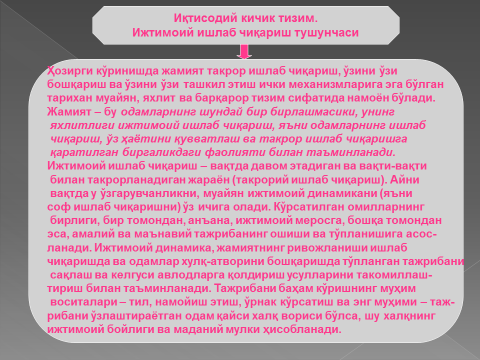 Иқтисодий кичик тизим.
Ижтимоий ишлаб чиқариш тушунчаси
Ҳозирги кўринишда жамият такрор ишлаб чиқариш, ўзини ўзи
бошқариш ва ўзини ўзи ташкил этиш ички механизмларига эга бўлган
тарихан муайян, яхлит ва барқарор тизим сифатида намоён бўлади.
Жамият – бу одамларнинг шундай бир бирлашмасики, унинг
яхлитлиги ижтимоий ишлаб чиқариш, яъни одамларнинг ишлаб
чиқариш, ўз ҳаётини қувватлаш ва такрор ишлаб чиқаришга
қаратилган биргаликдаги фаолияти билан таъминланади.
Ижтимоий ишлаб чиқариш – вақтда давом этадиган ва вақти-вақти
билан такрорланадиган жараён (такрорий ишлаб чиқариш). Айни
вақтда у ўзгарувчанликни, муайян ижтимоий динамикани (яъни
соф ишлаб чиқаришни) ўз ичига олади. Кўрсатилган омилларнинг
бирлиги, бир томондан, анъана, ижтимоий меросга, бошқа томондан
эса, амалий ва маънавий тажрибанинг ошиши ва тўпланишига асос-
ланади. Ижтимоий динамика, жамиятнинг ривожланиши ишлаб
чиқаришда ва одамлар хулқ-атворини бошқаришда тўпланган тажрибани
сақлаш ва келгуси авлодларга қолдириш усулларини такомиллаш-
тириш билан таъминланади. Тажрибани баҳам кўришнинг муҳим
воситалари – тил, намойиш этиш, ўрнак кўрсатиш ва энг муҳими – таж-
рибани ўзлаштираётган одам қайси халқ вориси бўлса, шу халқнинг
ижтимоий бойлиги ва маданий мулки ҳисобланади.